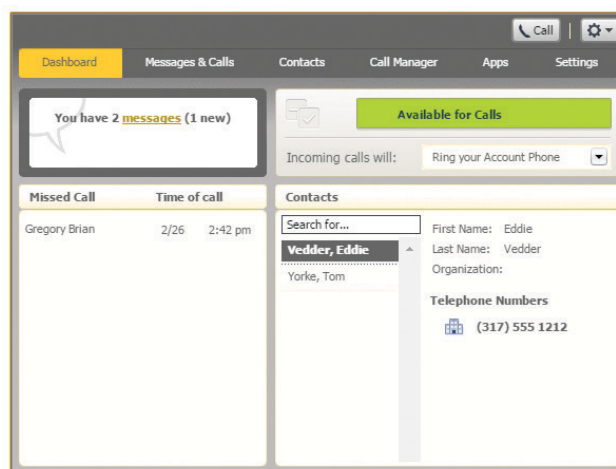 Call
Dashboard Messages & Calls Contacts Call Manager Apps Settings
You have 2 messages (1 new)
Available for Calls
Incoming calls will: Ring your Account Phone
Missed Call Time of call
Gregory Brian 2/26 2:42 pm
Contacts
Search for...
Vedder, Eddie
Yorke, Tom
First Name: Eddie
Last Name: Vedder
Organization:
Telephone Numbers
(317) 555 1212